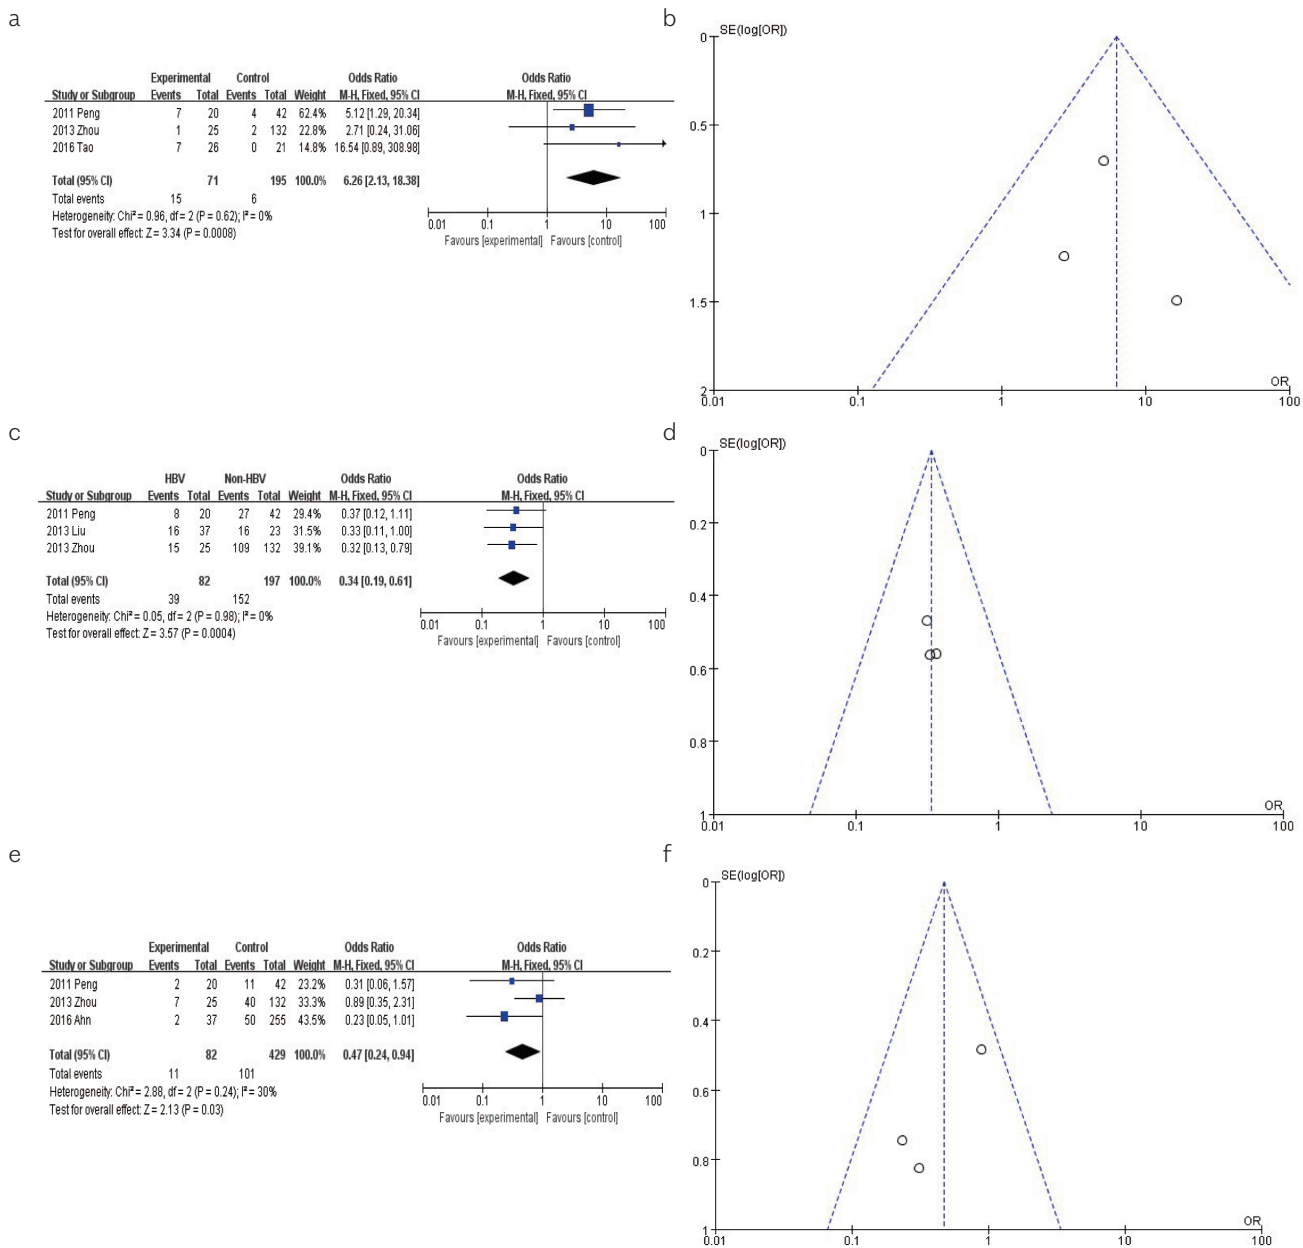 a
Experimental Control Odds Ratio Odds Ratio
Study or Subgroup Events Total Events Total Weight M-H, Fixed, 95% CI M-H, Fixed, 95% CI
2011 Peng 7 20 4 42 62.4% 5.12 [1.29, 20.34]
2013 Zhou 1 25 2 132 22.8% 2.71 [0.24, 31.06]
2016 Tao 7 26 0 21 14.8% 16.54 [0.89, 308.98]
Total (95% CI) 71 195 100.0% 6.26 [2.13, 18.38]
Total events 15 6
Heterogeneity: Chi² = 0.96, df = 2 (P = 0.62); I² = 0%
Test for overall effect: Z = 3.34 (P = 0.0008)
0.01 0.1 1 10 100
Favours [experimental] Favours [control]
b
SE(log[OR])
0
0.5
1
1.5
2
OR
0.01 0.1 1 10 100
c
HBV Non-HBV Odds Ratio Odds Ratio
Study or Subgroup Events Total Events Total Weight M-H, Fixed, 95% CI M-H, Fixed, 95% CI
2011 Peng 8 20 27 42 29.4% 0.37 [0.12, 1.11]
2013 Liu 16 37 16 23 31.5% 0.33 [0.11, 1.00]
2013 Zhou 15 25 109 132 39.1% 0.32 [0.13, 0.79]
Total (95% CI) 82 197 100.0% 0.34 [0.19, 0.61]
Total events 39 152
Heterogeneity: Chi² = 0.05, df = 2 (P = 0.98); I² = 0%
Test for overall effect: Z = 3.57 (P = 0.0004)
0.01 0.1 1 10 100
Favours [experimental] Favours [control]
d
SE(log[OR])
0
0.2
0.4
0.6
0.8
1
OR
0.01 0.1 1 10 100
e
Experimental Control Odds Ratio Odds Ratio
Study or Subgroup Events Total Events Total Weight M-H, Fixed, 95% CI M-H, Fixed, 95% CI
2011 Peng 2 20 11 42 23.2% 0.31 [0.06, 1.57]
2013 Zhou 7 25 40 132 33.3% 0.89 [0.35, 2.31]
2016 Ahn 2 37 50 255 43.5% 0.23 [0.05, 1.01]
Total (95% CI) 82 429 100.0% 0.47 [0.24, 0.94]
Total events 11 101
Heterogeneity: Chi² = 2.88, df = 2 (P = 0.24); I² = 30%
Test for overall effect: Z = 2.13 (P = 0.03)
0.01 0.1 1 10 100
Favours [experimental] Favours [control]
f
SE(log[OR])
0
0.2
0.4
0.6
0.8
1
OR
0.01 0.1 1 10 100